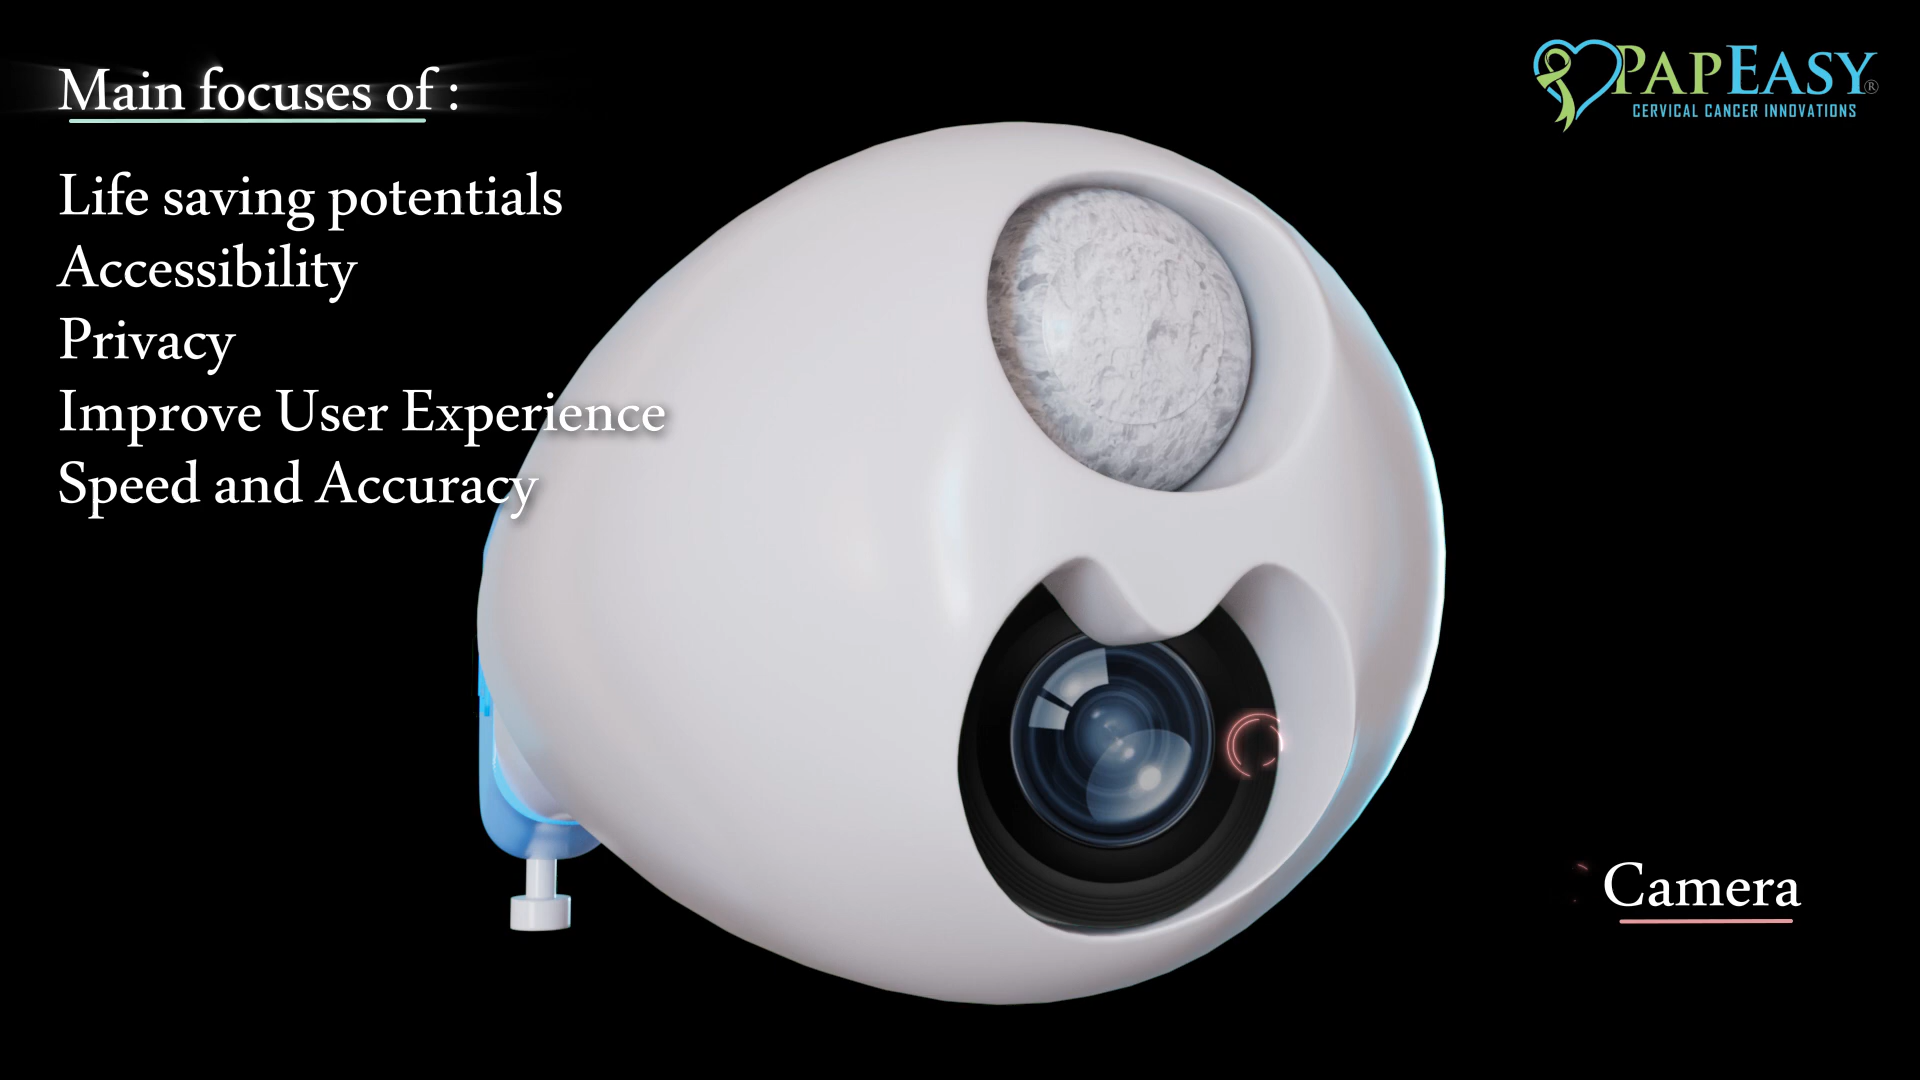 Main focuses of :
PAPEASY®
CERVICAL CANCER INNOVATIONS
Life saving potentials
Accessibility
Privacy
Improve User Experience
Speed and Accuracy
Camera